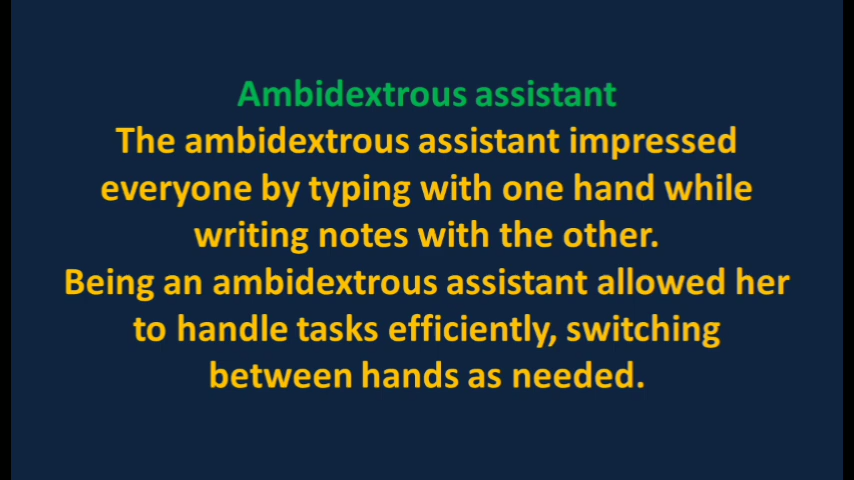 Ambidextrous assistant
The ambidextrous assistant impressed
everyone by typing with one hand while
writing notes with the other.
Being an ambidextrous assistant allowed her
to handle tasks efficiently, switching
between hands as needed.